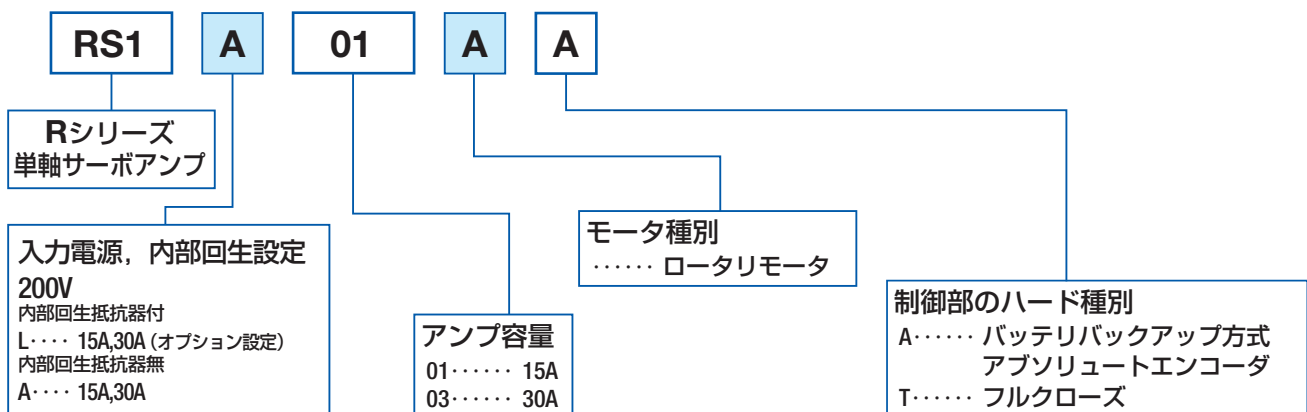 RS1 A 01 A A
Rシリーズ
単軸サーボアンプ
入力電源，内部回生設定
200V
内部回生抵抗器付
L････ 15A,30A（オプション設定）
内部回生抵抗器無
A････ 15A,30A
アンプ容量
01‥‥‥ 15A
03‥‥‥ 30A
モータ種別
‥‥‥ ロータリモータ
制御部のハード種別
A‥‥‥ バッテリバックアップ方式
アブソリュートエンコーダ
T‥‥‥ フルクローズ